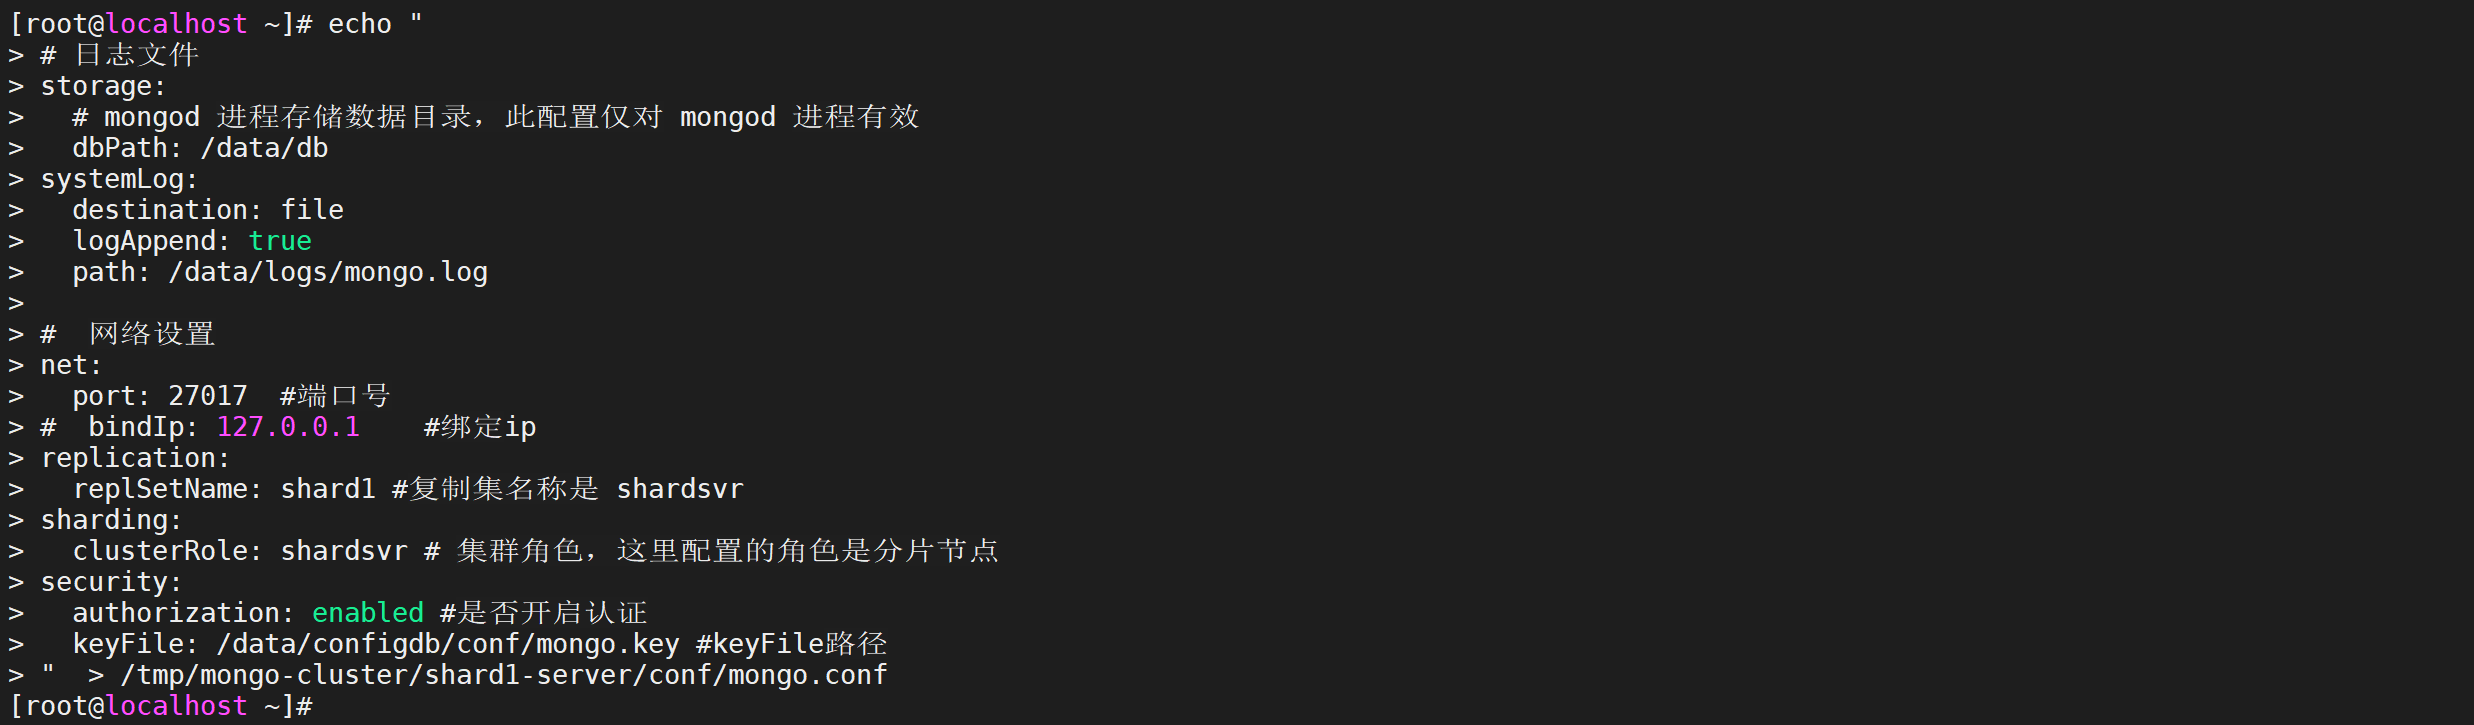 [root@localhost ~]# echo "
> # 日志文件
> storage:
>   # mongod 进程存储数据目录，此配置仅对 mongod 进程有效
>   dbPath: /data/db
> systemLog:
>   destination: file
>   logAppend: true
>   path: /data/logs/mongo.log
>
> #  网络设置
> net:
>   port: 27017  #端口号
> #  bindIp: 127.0.0.1    #绑定ip
> replication:
>   replSetName: shard1 #复制集名称是 shardsvr
> sharding:
>   clusterRole: shardsvr # 集群角色，这里配置的角色是分片节点
> security:
>   authorization: enabled #是否开启认证
>   keyFile: /data/configdb/conf/mongo.key #keyFile路径
> "  > /tmp/mongo-cluster/shard1-server/conf/mongo.conf
[root@localhost ~]#